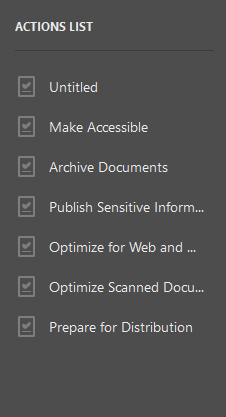 ACTIONS LIST
Untitled
Make Accessible
Archive Documents
Publish Sensitive Inform...
Optimize for Web and ...
Optimize Scanned Docu...
Prepare for Distribution